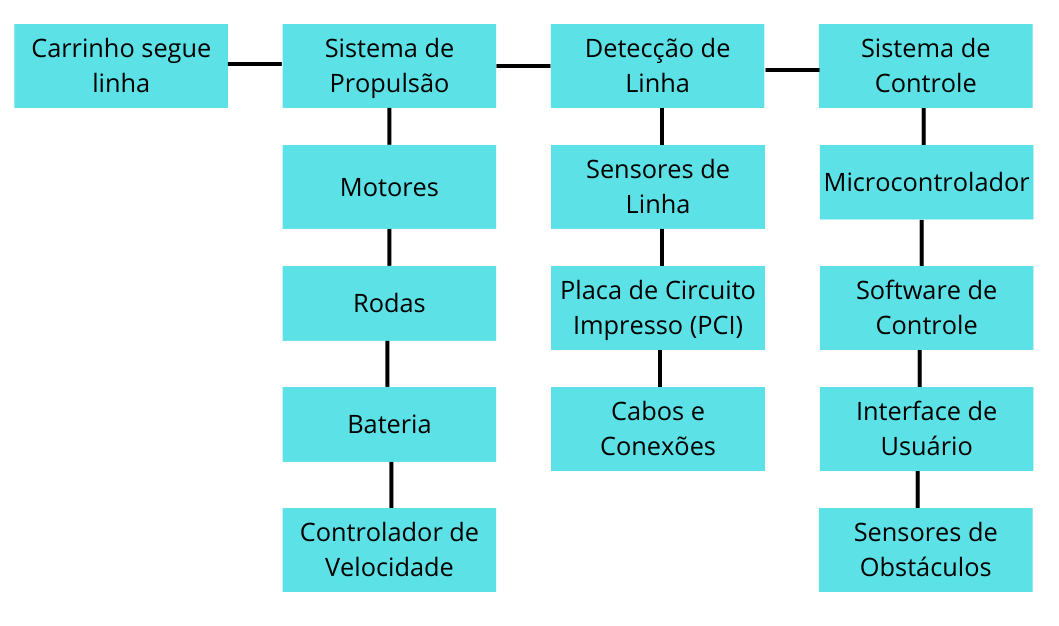 Carrinho segue
linha
Sistema de
Propulsão
Detecção de
Linha
Sistema de
Controle
Motores
Sensores de
Linha
Microcontrolador
Rodas
Placa de Circuito
Impresso (PCI)
Software de
Controle
Bateria
Cabos e
Conexões
Interface de
Usuário
Controlador de
Velocidade
Sensores de
Obstáculos